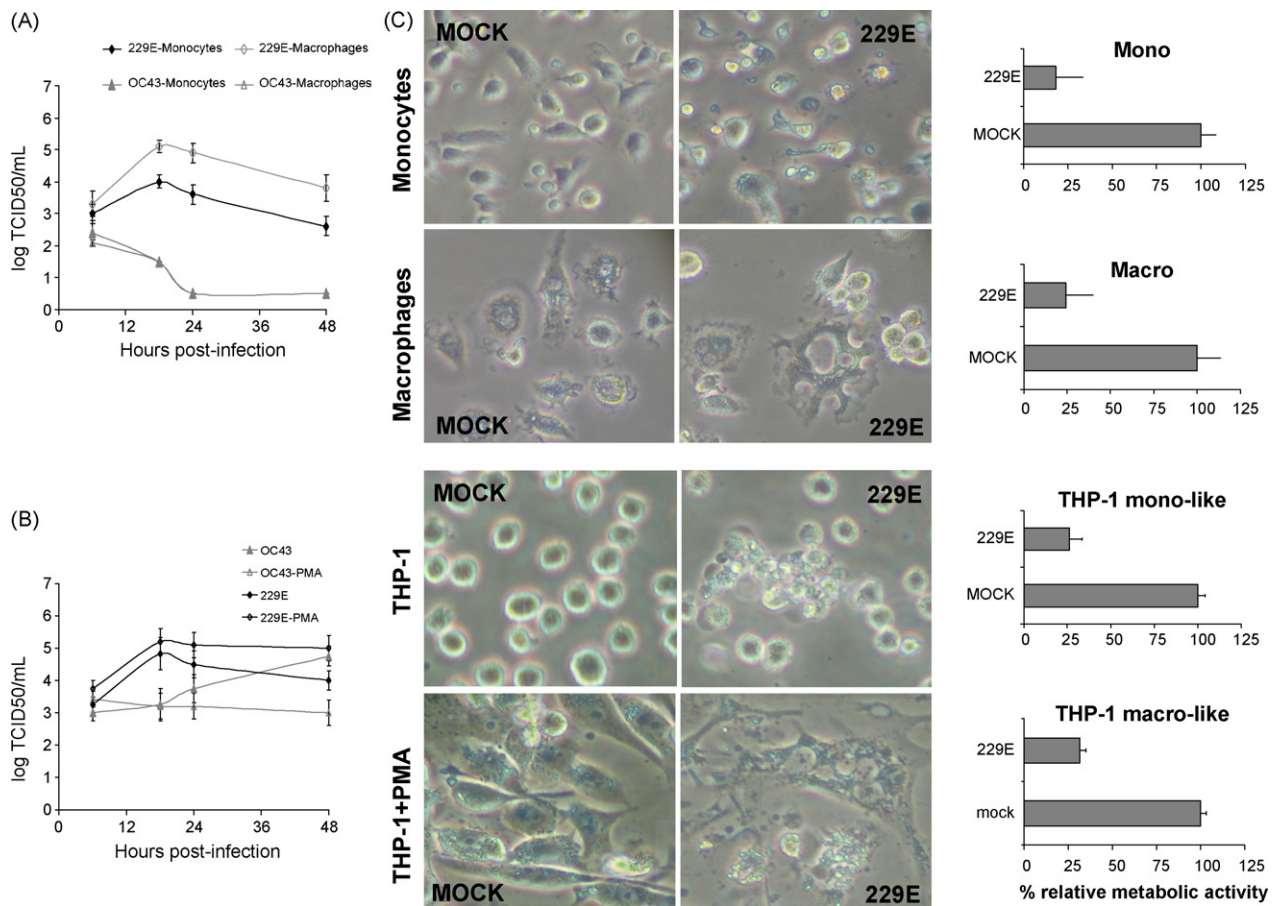 (A)
229E-Monocytes 229E-Macrophages
OC43-Monocytes OC43-Macrophages
7
6
5
4
3
2
1
0
log TCID50/mL
0 12 24 36 48
Hours post-infection
(B)
OC43
OC43-PMA
229E
229E-PMA
7
6
5
4
3
2
1
0
log TCID50/mL
0 12 24 36 48
Hours post-infection
(C)
Monocytes
MOCK
229E
Mono
229E
MOCK
0 25 50 75 100 125
Macrophages
MOCK
229E
Macro
229E
MOCK
0 25 50 75 100 125
THP-1
MOCK
229E
THP-1 mono-like
229E
MOCK
0 25 50 75 100 125
THP-1+PMA
MOCK
229E
THP-1 macro-like
229E
mock
0 25 50 75 100 125
% relative metabolic activity